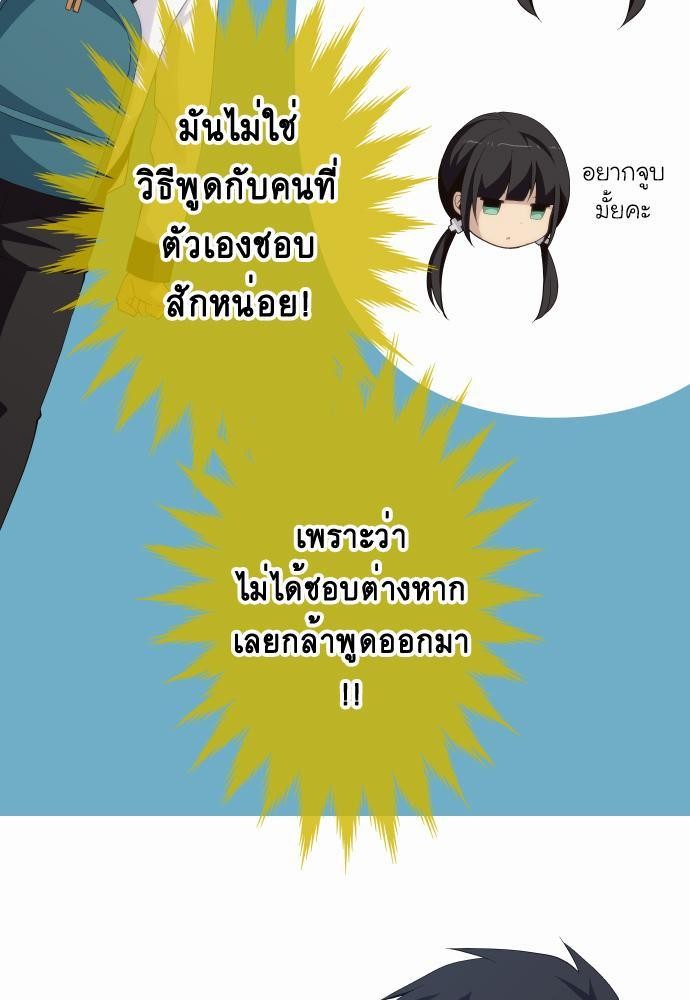 มันไม่ใช่
วิธีพูดกับคนที่
ตัวเองชอบ
สักหน่อย!
อยากจูบ
มั้ยคะ
เพราะว่า
ไม่ได้ชอบต่างหาก
เลยกล้าพูดออกมา
!!